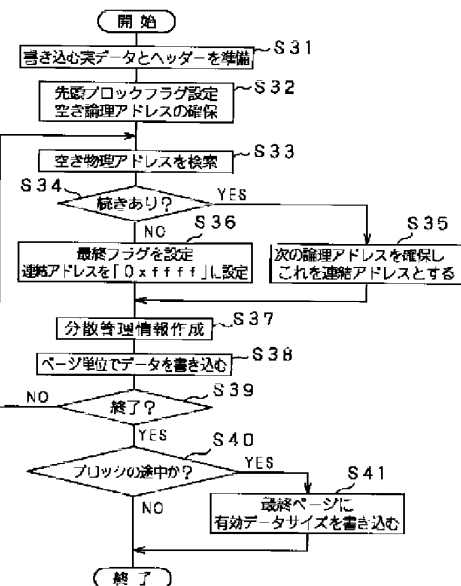 開始
書き込む実データとヘッダーを準備
S31
先頭ブロックフラグ設定
空き論理アドレスの確保
S32
空き物理アドレスを検索
S33
S34
続きあり？
YES
NO
S36
最終フラグを設定
連結アドレスを「0xffff」に設定
S35
次の論理アドレスを確保し
これを連結アドレスとする
分散管理情報作成
S37
ページ単位でデータを書き込む
S38
S39
NO
終了？
YES
S40
ブロックの途中か？
YES
NO
S41
最終ページに
有効データサイズを書き込む
終了